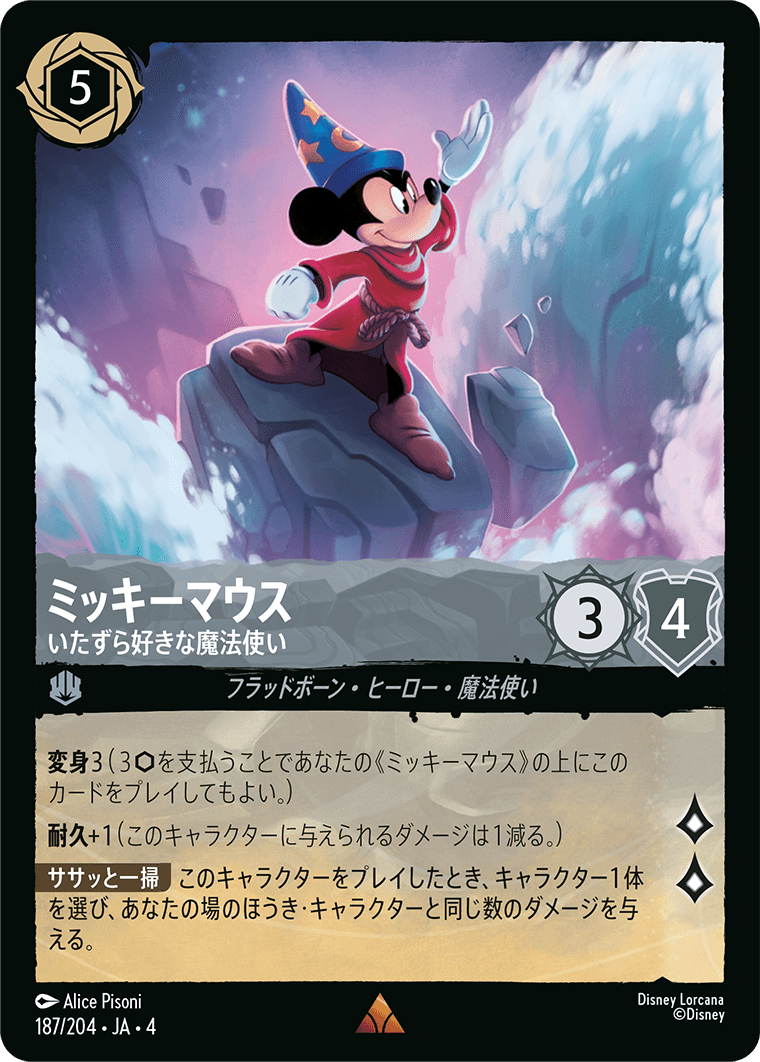 5
ミッキーマウス
いたずら好きな魔法使い
3
4
フラッドボーン・ヒーロー・魔法使い
変身3(3⬡を支払うことであなたの《ミッキーマウス》の上にこの
カードをプレイしてもよい。)
耐久+1(このキャラクターに与えられるダメージは1減る。)
ササッと一掃 このキャラクターをプレイしたとき、キャラクター1体
を選び、あなたの場のほうき・キャラクターと同じ数のダメージを与
える。
Alice Pisoni
187/204・JA・4
Disney Lorcana
©Disney